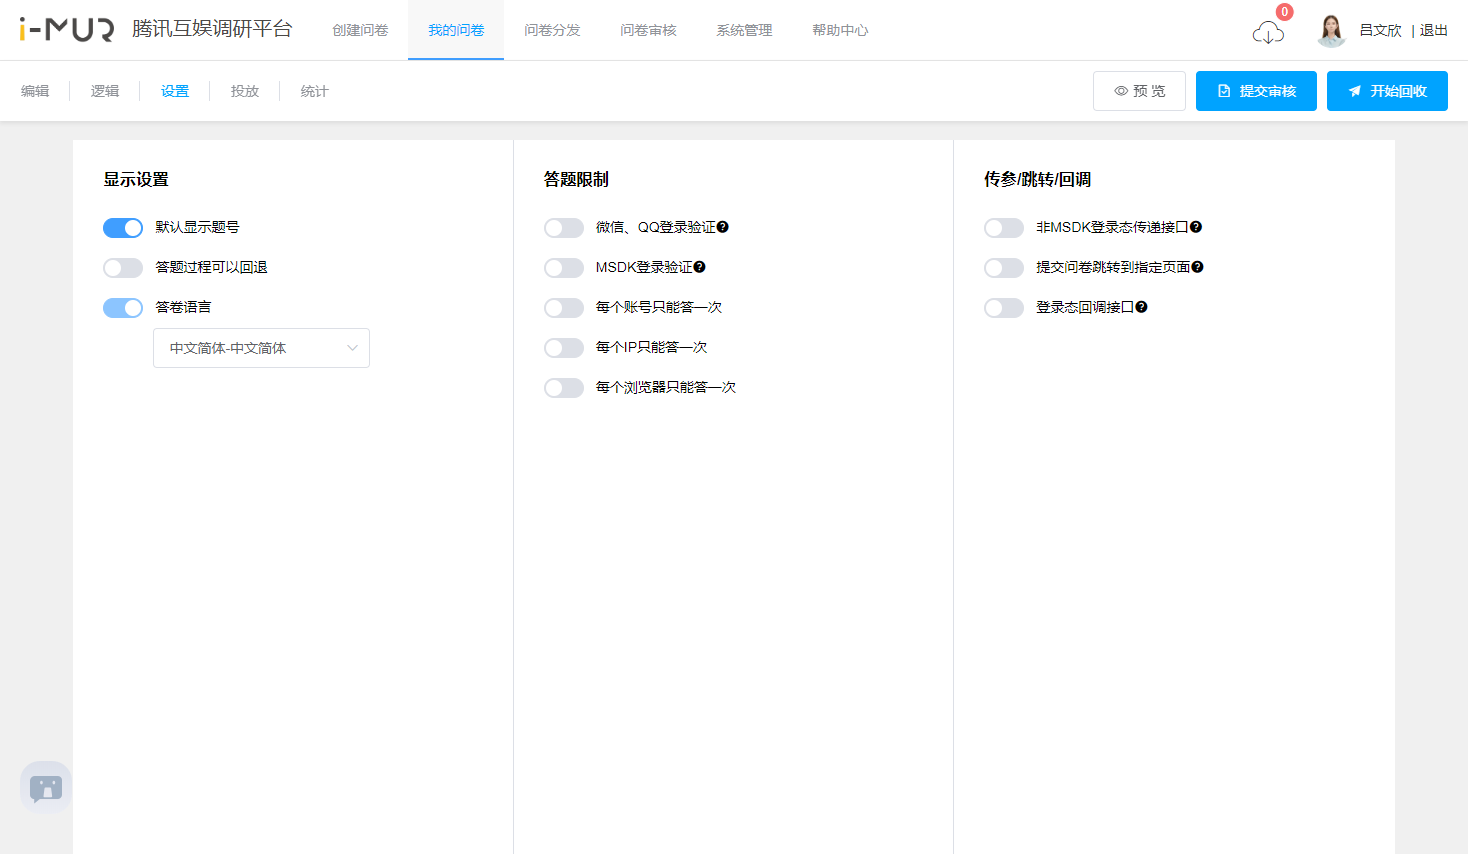 i-MUR 腾讯互娱调研平台 创建问卷 我的问卷 问卷分发 问卷审核 系统管理 帮助中心 0 吕文欣 | 退出
编辑 逻辑 设置 投放 统计 预 览 提交审核 开始回收
显示设置
默认显示题号
答题过程可以回退
答卷语言
中文简体-中文简体
答题限制
微信、QQ登录验证?
MSDK登录验证?
每个账号只能答一次
每个IP只能答一次
每个浏览器只能答一次
传参/跳转/回调
非MSDK登录态传递接口?
提交问卷跳转到指定页面?
登录态回调接口?